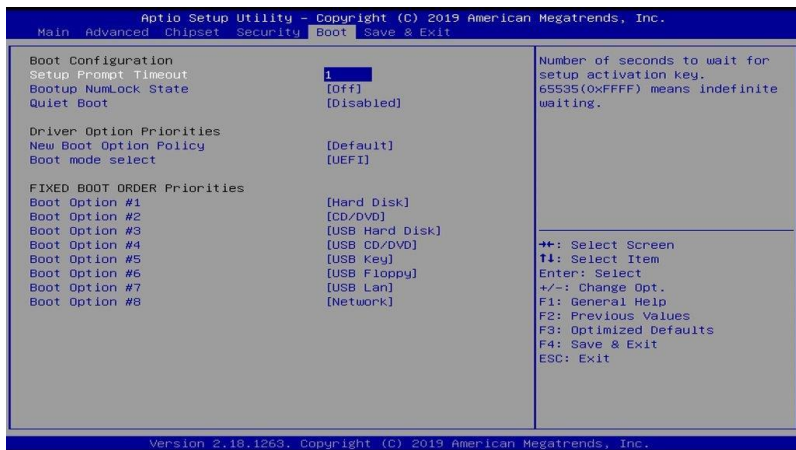 Aptio Setup Utility – Copyright (C) 2019 American Megatrends, Inc.
Main Advanced Chipset Security Boot Save & Exit
Boot Configuration
Setup Prompt Timeout 1
Bootup NumLock State [Off]
Quiet Boot [Disabled]
Driver Option Priorities
New Boot Option Policy [Default]
Boot mode select [UEFI]
FIXED BOOT ORDER Priorities
Boot Option #1 [Hard Disk]
Boot Option #2 [CD/DVD]
Boot Option #3 [USB Hard Disk]
Boot Option #4 [USB CD/DVD]
Boot Option #5 [USB Key]
Boot Option #6 [USB Floppy]
Boot Option #7 [USB Lan]
Boot Option #8 [Network]
Number of seconds to wait for
setup activation key.
65535(0xFFFF) means indefinite
waiting.
→←: Select Screen
↑↓: Select Item
Enter: Select
+/-: Change Opt.
F1: General Help
F2: Previous Values
F3: Optimized Defaults
F4: Save & Exit
ESC: Exit
Version 2.18.1263. Copyright (C) 2019 American Megatrends, Inc.